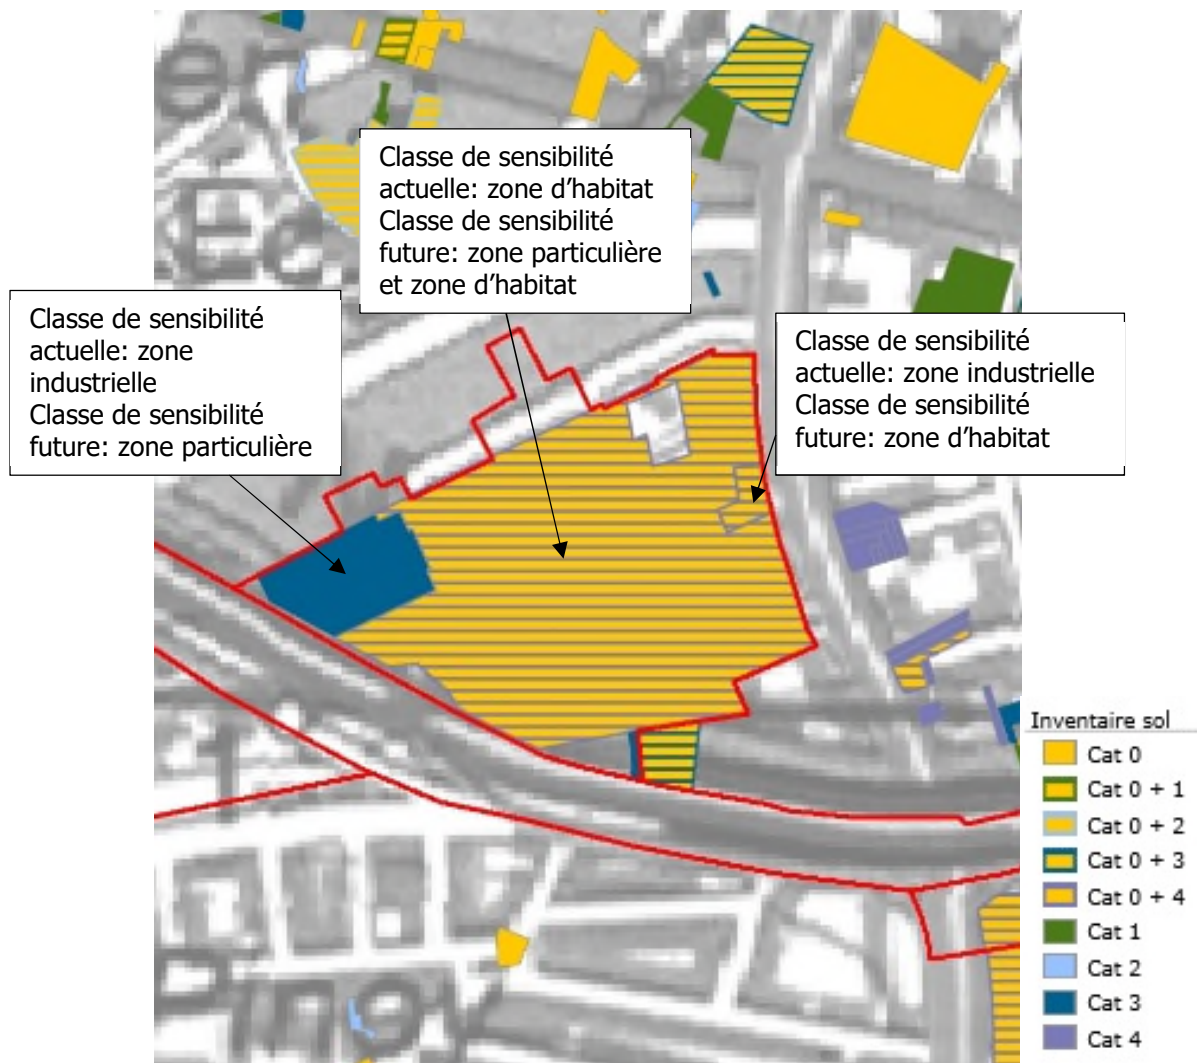 Classe de sensibilité
actuelle: zone d’habitat
Classe de sensibilité
future: zone particulière
et zone d’habitat
Classe de sensibilité
actuelle: zone
industrielle
Classe de sensibilité
future: zone particulière
Classe de sensibilité
actuelle: zone industrielle
Classe de sensibilité
future: zone d’habitat
Inventaire sol
Cat 0
Cat 0 + 1
Cat 0 + 2
Cat 0 + 3
Cat 0 + 4
Cat 1
Cat 2
Cat 3
Cat 4